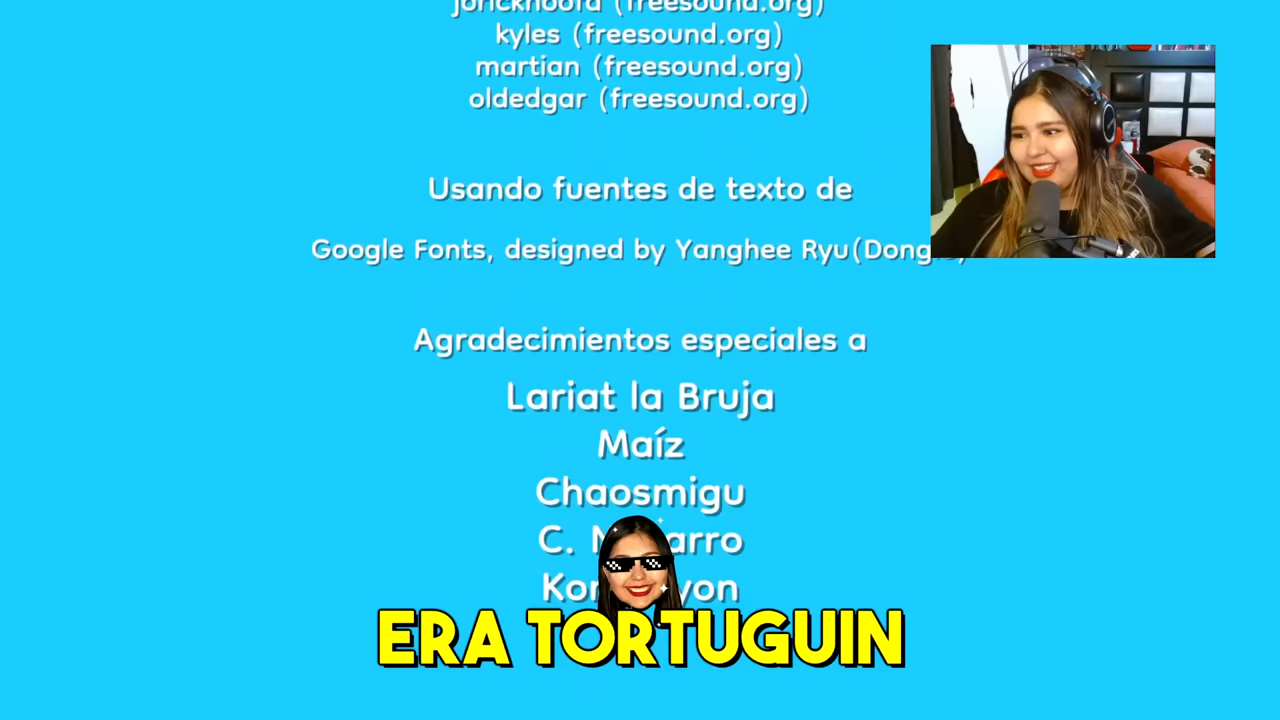 kyles (freesound.org)
martian (freesound.org)
oldedgar (freesound.org)
Usando fuentes de texto de
Google Fonts, designed by Yanghee Ryu
Agradecimientos especiales a
Lariat la Bruja
Maíz
Chaosmigu
C.
ERA TORTUGUIN